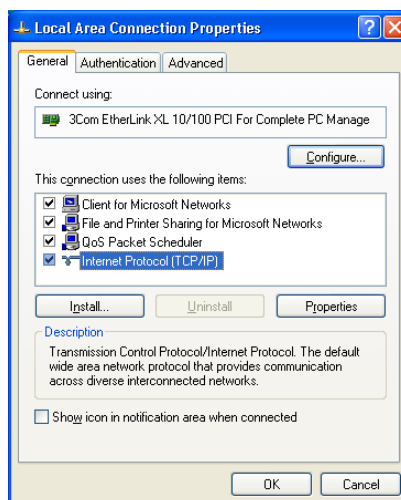 Local Area Connection Properties
General Authentication Advanced
Connect using:
3Com EtherLink XL 10/100 PCI For Complete PC Manage
Configure...
This connection uses the following items:
Client for Microsoft Networks
File and Printer Sharing for Microsoft Networks
QoS Packet Scheduler
Internet Protocol (TCP/IP)
Install... Uninstall Properties
Description
Transmission Control Protocol/Internet Protocol. The default
wide area network protocol that provides communication
across diverse interconnected networks.
Show icon in notification area when connected
OK Cancel